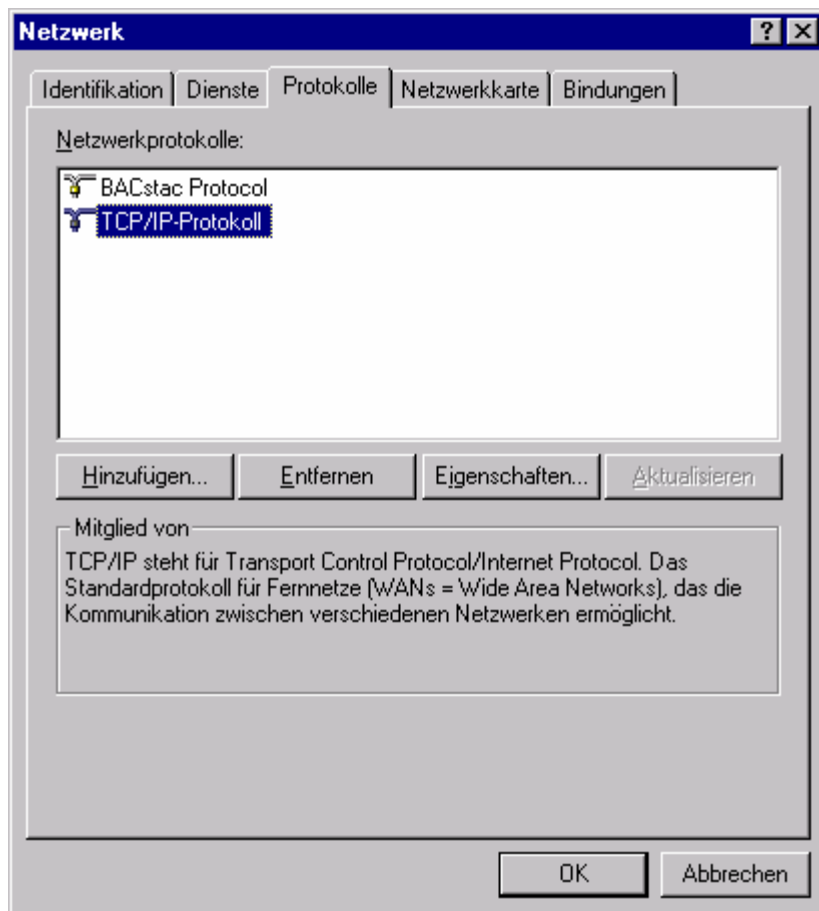 Netzwerk
Identifikation Dienste Protokolle Netzwerkkarte Bindungen
Netzwerkprotokolle:
BACstac Protocol
TCP/IP-Protokoll
Hinzufügen... Entfernen Eigenschaften... Aktualisieren
Mitglied von
TCP/IP steht für Transport Control Protocol/Internet Protocol. Das
Standardprotokoll für Fernnetze (WANs = Wide Area Networks), das die
Kommunikation zwischen verschiedenen Netzwerken ermöglicht.
OK Abbrechen